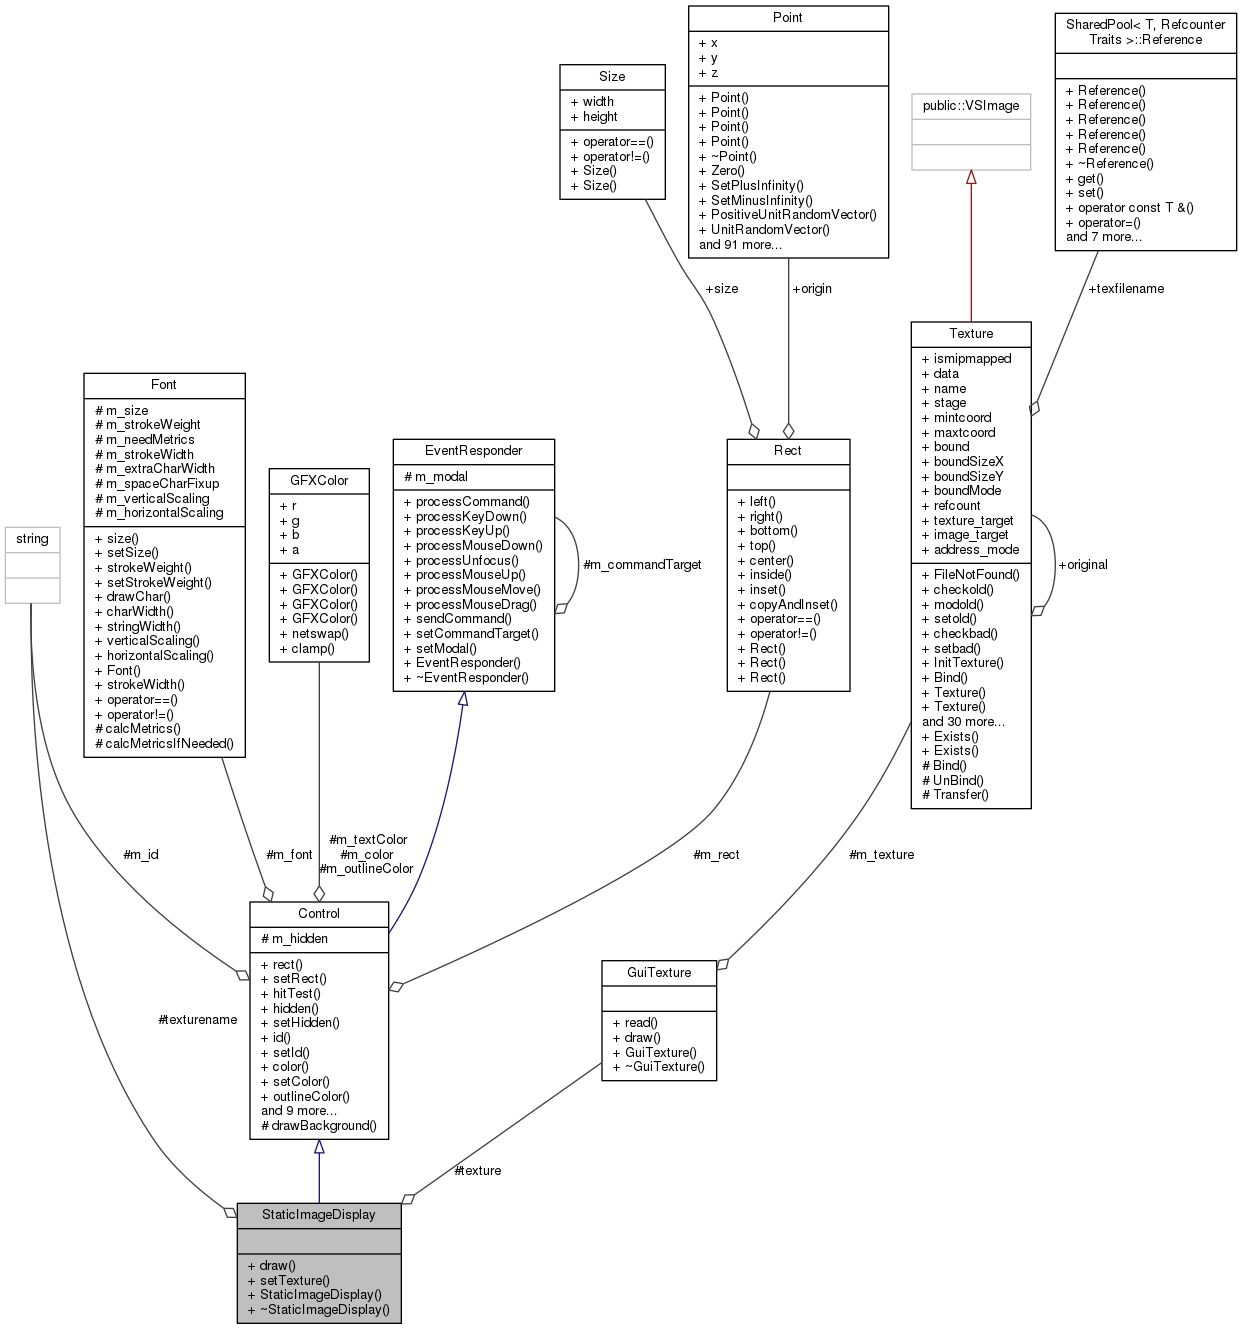 Point
+ x
+ y
+ z
+ Point()
+ Point()
+ Point()
+ Point()
+ ~Point()
+ Zero()
+ SetPlusInfinity()
+ SetMinusInfinity()
+ PositiveUnitRandomVector()
+ UnitRandomVector()
and 91 more...
SharedPool< T, Refcounter
Traits >::Reference
+ Reference()
+ Reference()
+ Reference()
+ Reference()
+ Reference()
+ ~Reference()
+ get()
+ set()
+ operator const T &()
+ operator=()
and 7 more...
Size
+ width
+ height
+ operator==()
+ operator!=()
+ Size()
+ Size()
public::VSImage
+size
+origin
+texfilename
Texture
+ ismipmapped
+ data
+ name
+ stage
+ mintcoord
+ maxtcoord
+ bound
+ boundSizeX
+ boundSizeY
+ boundMode
+ refcount
+ texture_target
+ image_target
+ address_mode
+ FileNotFound()
+ checkold()
+ modold()
+ setold()
+ checkbad()
+ setbad()
+ InitTexture()
+ Bind()
+ Texture()
+ Texture()
and 30 more...
+ Exists()
+ Exists()
# Bind()
# UnBind()
# Transfer()
+original
Font
# m_size
# m_strokeWeight
# m_needMetrics
# m_strokeWidth
# m_extraCharWidth
# m_spaceCharFixup
# m_verticalScaling
# m_horizontalScaling
+ size()
+ setSize()
+ strokeWeight()
+ setStrokeWeight()
+ drawChar()
+ charWidth()
+ stringWidth()
+ verticalScaling()
+ horizontalScaling()
+ Font()
+ strokeWidth()
+ operator==()
+ operator!=()
# calcMetrics()
# calcMetricsIfNeeded()
EventResponder
# m_modal
+ processCommand()
+ processKeyDown()
+ processKeyUp()
+ processMouseDown()
+ processUnfocus()
+ processMouseUp()
+ processMouseMove()
+ processMouseDrag()
+ sendCommand()
+ setCommandTarget()
+ setModal()
+ EventResponder()
+ ~EventResponder()
#m_commandTarget
Rect
+ left()
+ right()
+ bottom()
+ top()
+ center()
+ inside()
+ inset()
+ copyAndInset()
+ operator==()
+ operator!=()
+ Rect()
+ Rect()
+ Rect()
GFXColor
+ r
+ g
+ b
+ a
+ GFXColor()
+ GFXColor()
+ GFXColor()
+ GFXColor()
+ netswap()
+ clamp()
string
#m_id
#m_font
#m_textColor
#m_color
#m_outlineColor
#m_rect
#m_texture
Control
# m_hidden
+ rect()
+ setRect()
+ hitTest()
+ hidden()
+ setHidden()
+ id()
+ setId()
+ color()
+ setColor()
+ outlineColor()
and 9 more...
# drawBackground()
GuiTexture
+ read()
+ draw()
+ GuiTexture()
+ ~GuiTexture()
#texturename
#texture
StaticImageDisplay
+ draw()
+ setTexture()
+ StaticImageDisplay()
+ ~StaticImageDisplay()